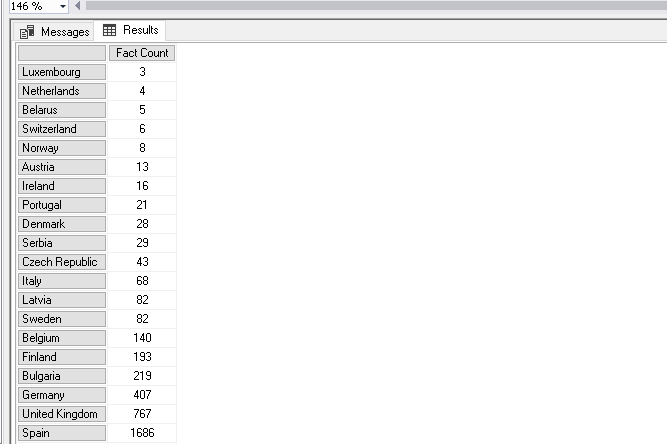 146 %
Messages Results
Fact Count
Luxembourg 3
Netherlands 4
Belarus 5
Switzerland 6
Norway 8
Austria 13
Ireland 16
Portugal 21
Denmark 28
Serbia 29
Czech Republic 43
Italy 68
Latvia 82
Sweden 82
Belgium 140
Finland 193
Bulgaria 219
Germany 407
United Kingdom 767
Spain 1686